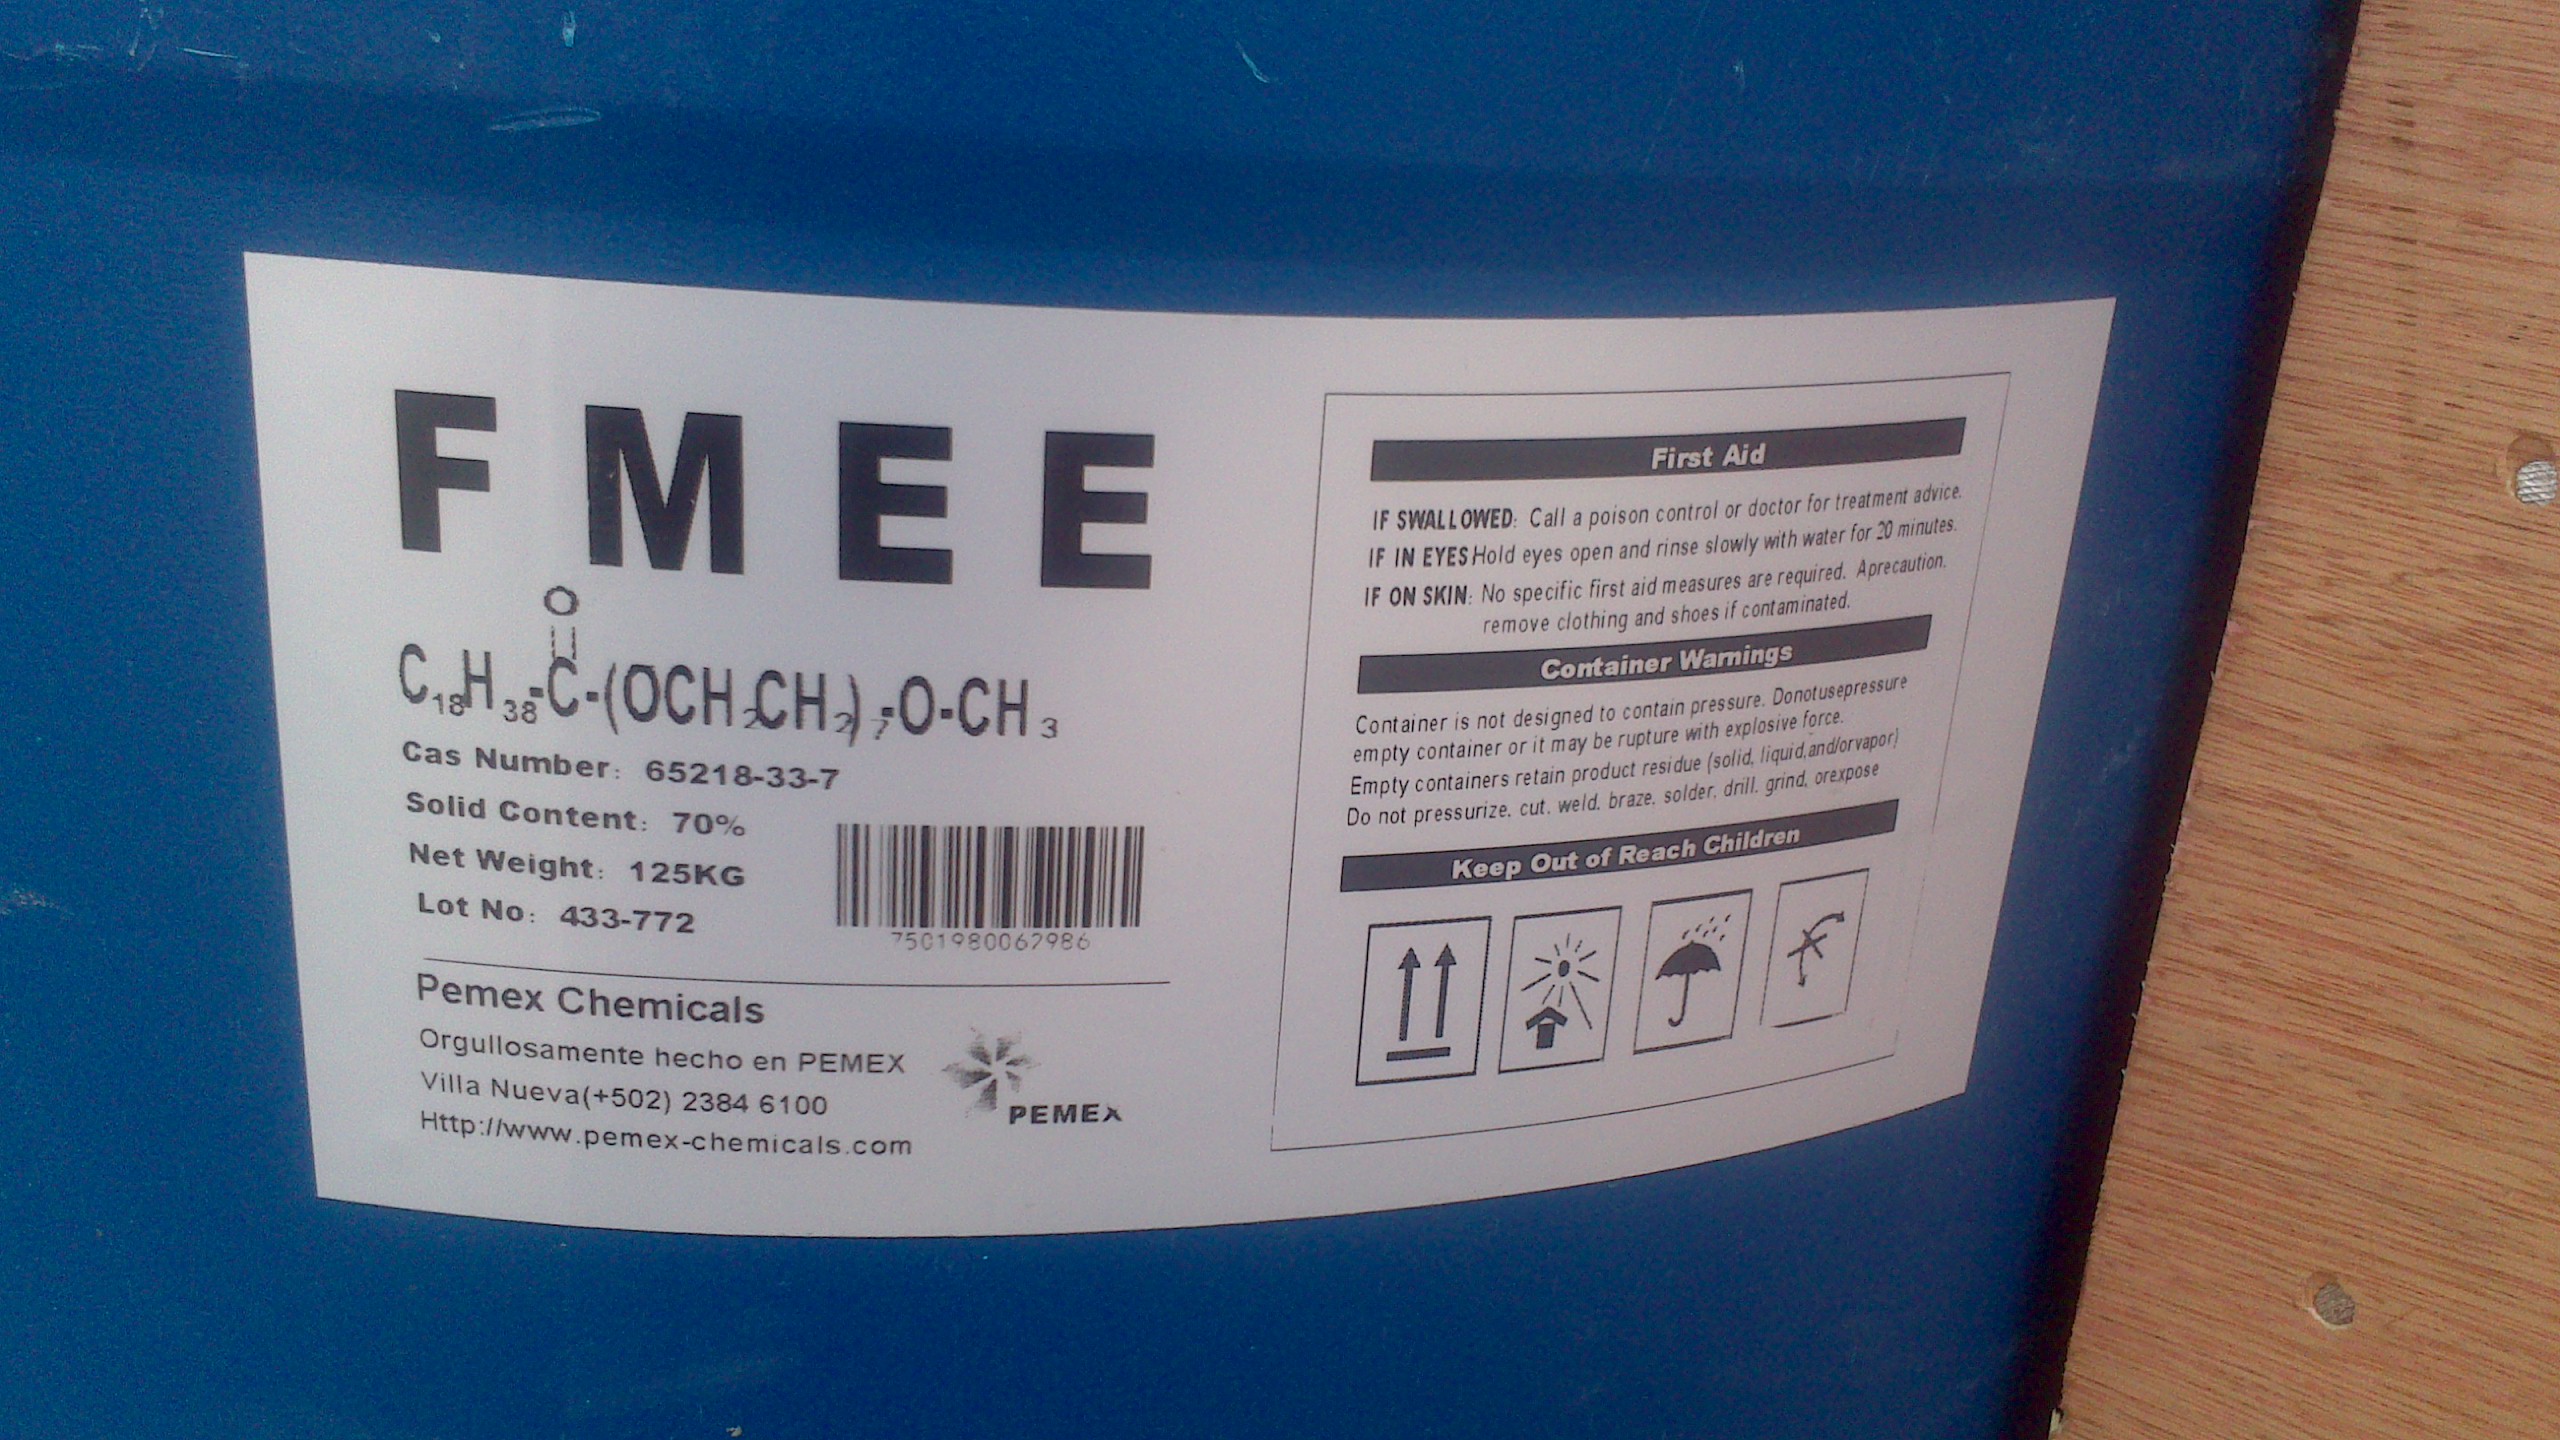 FMEE
O
C18H38-C-(OCH2CH2)7-O-CH3
Cas Number: 65218-33-7
Solid Content: 70%
Net Weight: 125KG
Lot No: 433-772
7501980062986
Pemex Chemicals
Orgullosamente hecho en PEMEX
Villa Nueva(+502) 2384 6100
Http://www.pemex-chemicals.com
PEMEX
First Aid
IF SWALLOWED: Call a poison control or doctor for treatment advice.
IF IN EYES Hold eyes open and rinse slowly with water for 20 minutes.
IF ON SKIN: No specific first aid measures are required. Aprecaution.
remove clothing and shoes if contaminated.
Container Warnings
Container is not designed to contain pressure. Donotusepressure
empty container or it may be rupture with explosive force.
Empty containers retain product residue (solid, liquid,and/orvapor)
Do not pressurize, cut, weld, braze, solder, drill, grind, orexpose
Keep Out of Reach Children